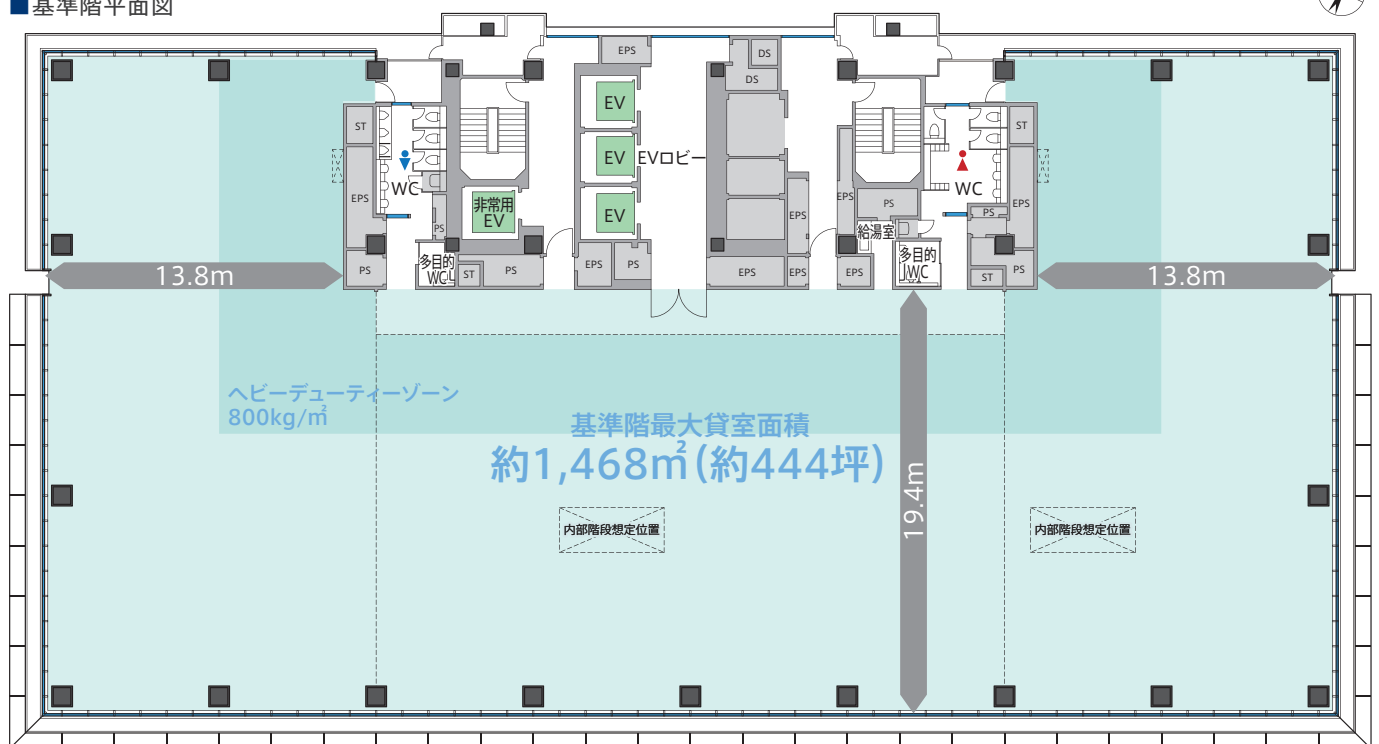 ■基準階平面図
EPS
DS
DS
EV
EV
EVロビー
EV
非常用
EV
ST
EPS
WC
PS
PS
多目的
WC
ST
PS
EPS
PS
EPS
EPS
EPS
EPS
EPS
PS
給湯室
多目的
WC
WC
PS
ST
EPS
ST
PS
13.8m
13.8m
ヘビーデューティーゾーン
800kg/㎡
基準階最大貸室面積
約1,468㎡(約444坪)
19.4m
内部階段想定位置
内部階段想定位置